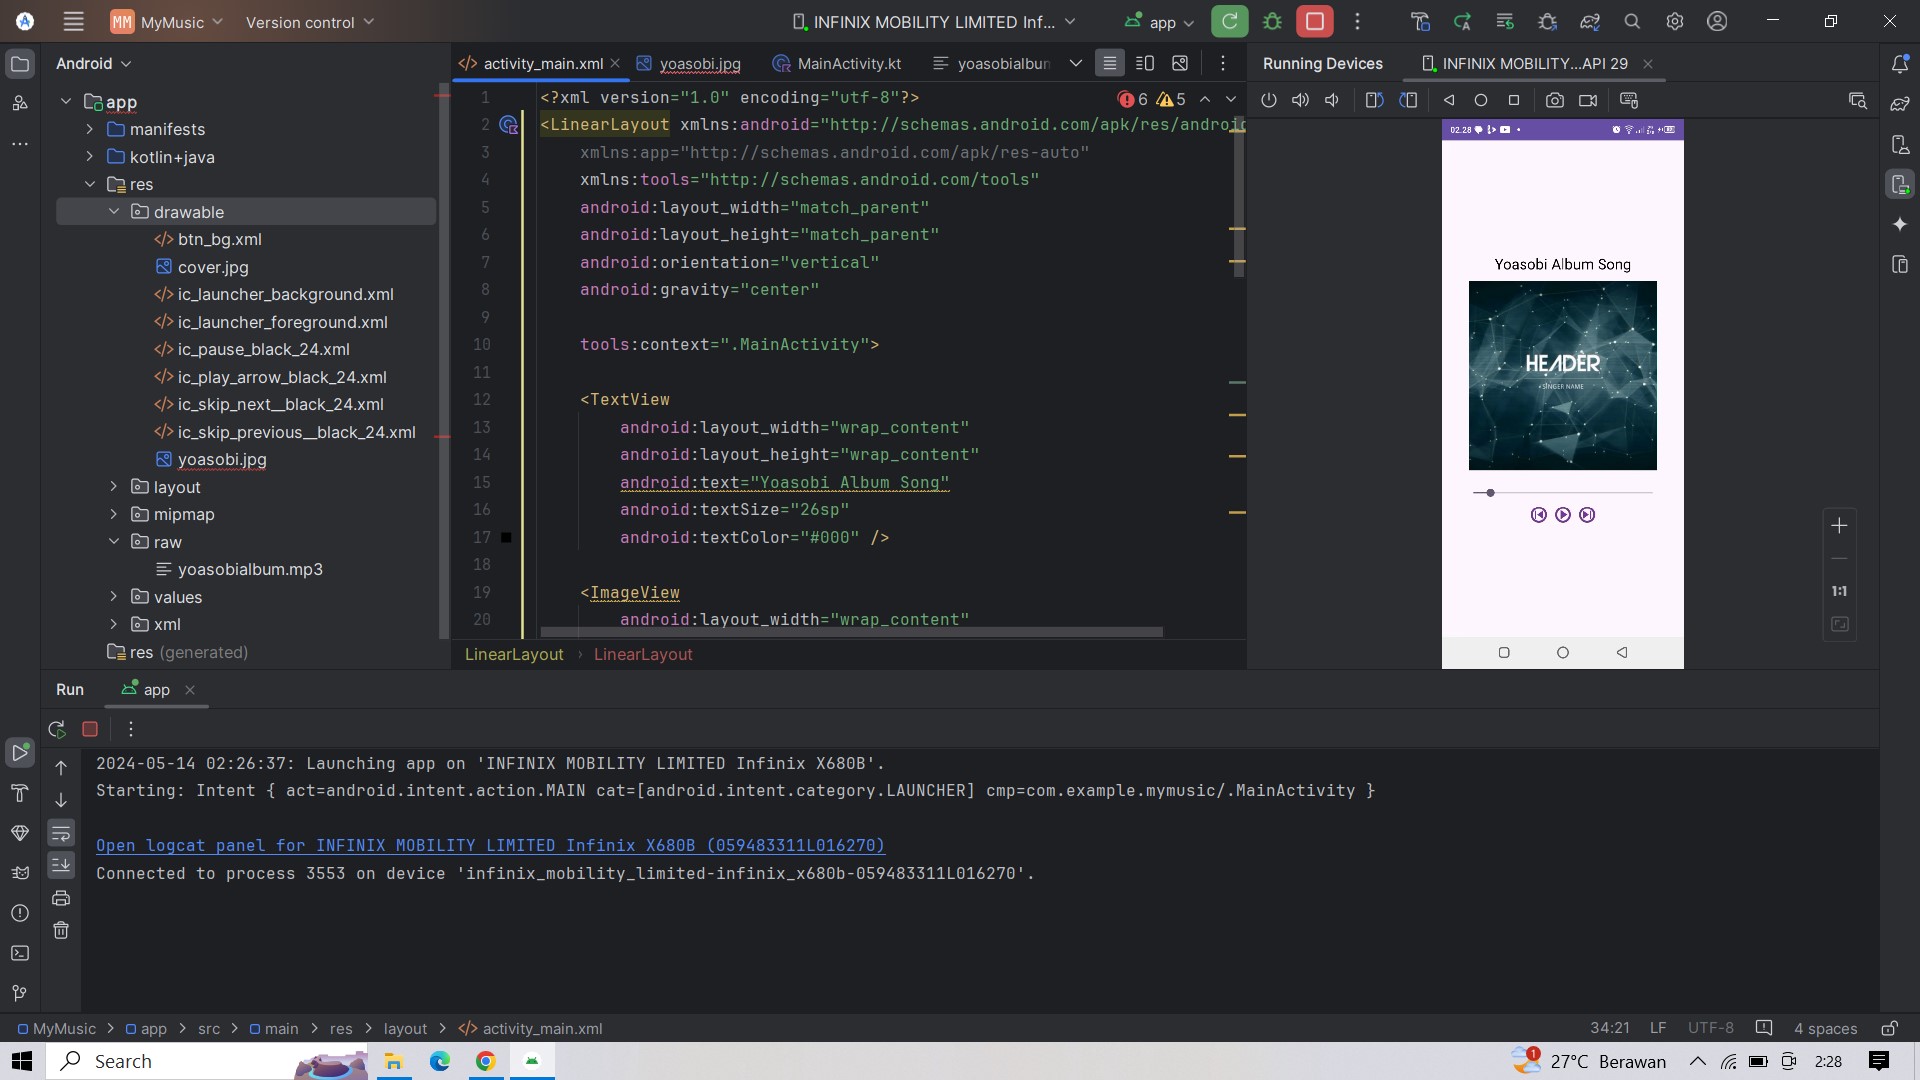 MM MyMusic Version control INFINIX MOBILITY LIMITED Inf... app
Android
app
manifests
kotlin+java
res
drawable
btn_bg.xml
cover.jpg
ic_launcher_background.xml
ic_launcher_foreground.xml
ic_pause_black_24.xml
ic_play_arrow_black_24.xml
ic_skip_next__black_24.xml
ic_skip_previous__black_24.xml
yoasobi.jpg
layout
mipmap
raw
yoasobialbum.mp3
values
xml
res (generated)
activity_main.xml yoasobi.jpg MainActivity.kt yoasobialbum
6 5
1 <?xml version="1.0" encoding="utf-8"?>
2 <LinearLayout xmlns:android="http://schemas.android.com/apk/res/android
3 xmlns:app="http://schemas.android.com/apk/res-auto"
4 xmlns:tools="http://schemas.android.com/tools"
5 android:layout_width="match_parent"
6 android:layout_height="match_parent"
7 android:orientation="vertical"
8 android:gravity="center"
9
10 tools:context=".MainActivity">
11
12 <TextView
13 android:layout_width="wrap_content"
14 android:layout_height="wrap_content"
15 android:text="Yoasobi Album Song"
16 android:textSize="26sp"
17 android:textColor="#000" />
18
19 <ImageView
20 android:layout_width="wrap_content"
LinearLayout › LinearLayout
Running Devices INFINIX MOBILITY...API 29
02.28
Yoasobi Album Song
HEADER
SINGER NAME
1:1
Run app
2024-05-14 02:26:37: Launching app on 'INFINIX MOBILITY LIMITED Infinix X680B'.
Starting: Intent { act=android.intent.action.MAIN cat=[android.intent.category.LAUNCHER] cmp=com.example.mymusic/.MainActivity }
Open logcat panel for INFINIX MOBILITY LIMITED Infinix X680B (059483311L016270)
Connected to process 3553 on device 'infinix_mobility_limited-infinix_x680b-059483311L016270'.
MyMusic > app > src > main > res > layout > activity_main.xml 34:21 LF UTF-8 4 spaces
Search 1 27°C Berawan 2:28